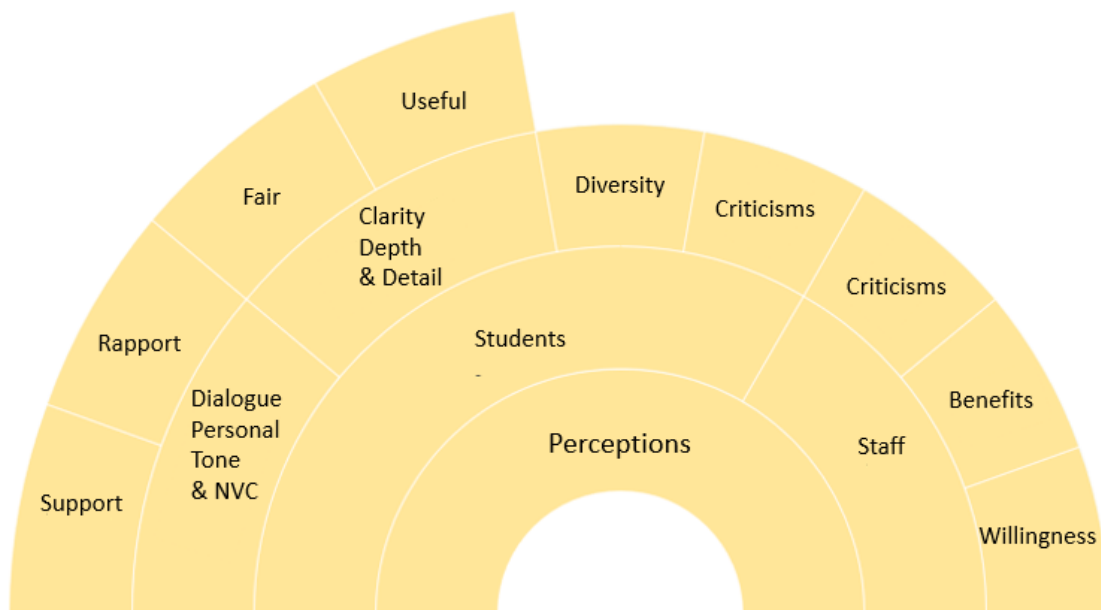 Useful
Fair
Diversity
Criticisms
Clarity
Depth
& Detail
Criticisms
Rapport
Students
-
Dialogue
Personal
Tone
& NVC
Benefits
Perceptions
Staff
Support
Willingness